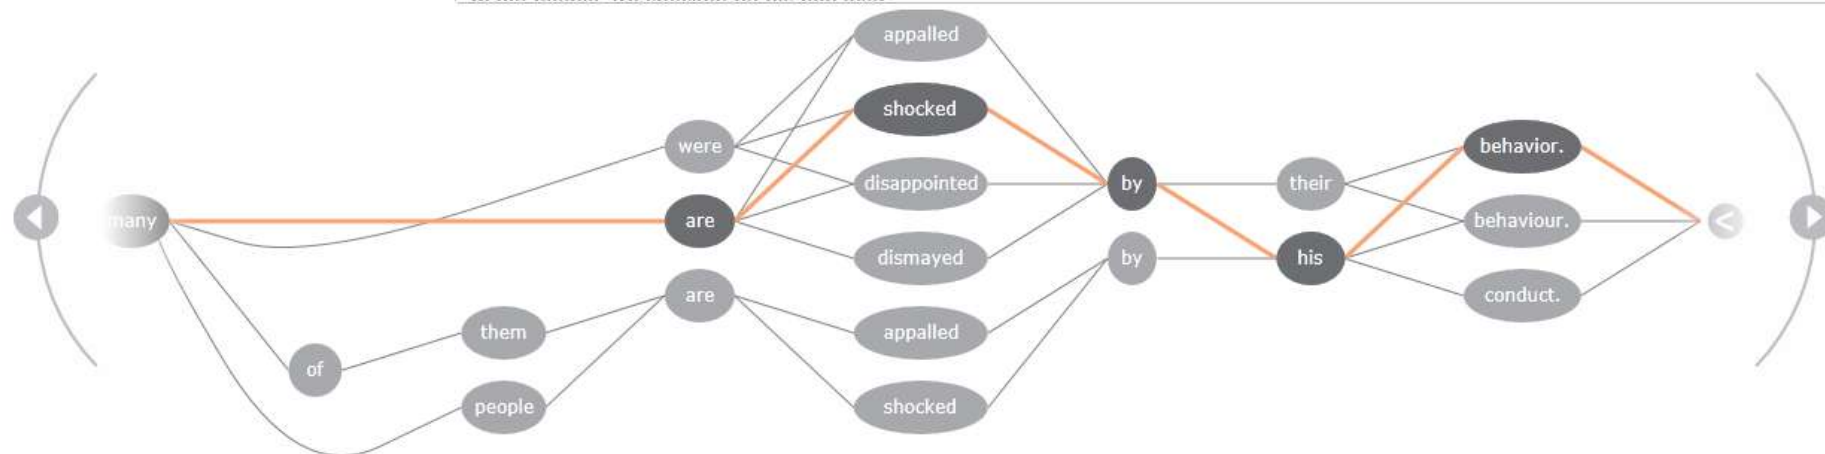 appalled
shocked
were
behavior.
disappointed
by
their
many
are
behaviour.
dismayed
by
his
are
conduct.
them
appalled
of
people
shocked
<